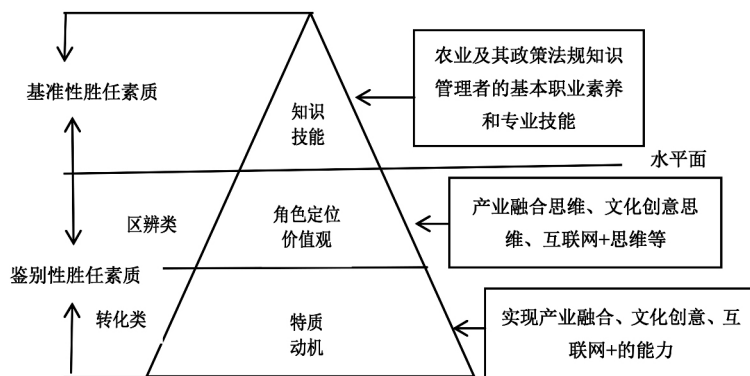 农业及其政策法规知识
管理者的基本职业素养
和专业技能
基准性胜任素质
知识
技能
水平面
区辨类
角色定位
价值观
产业融合思维、文化创意思
维、互联网+思维等
鉴别性胜任素质
转化类
特质
动机
实现产业融合、文化创意、互
联网+的能力